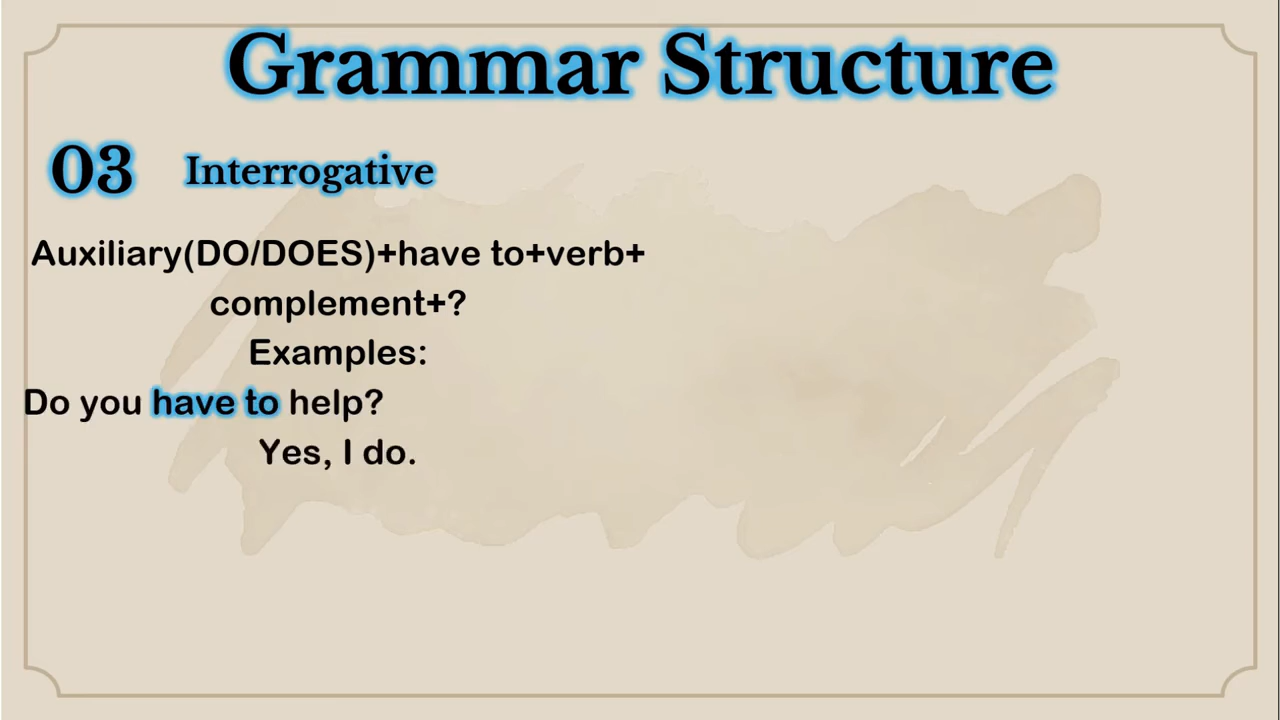 Grammar Structure
03 Interrogative
Auxiliary(DO/DOES)+have to+verb+
complement+?
Examples:
Do you have to help?
Yes, I do.